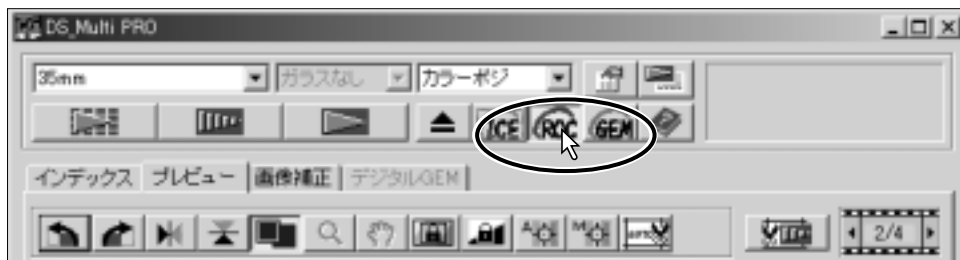 DS_Multi PRO
35mm ガラスなし カラーポジ
ICE ROC GEM
インデックス プレビュー 画像補正 デジタルGEM
A M AUTO 2/4